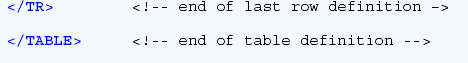 </TR>        <!-- end of last row definition ->
</TABLE>     <!-- end of table definition -->